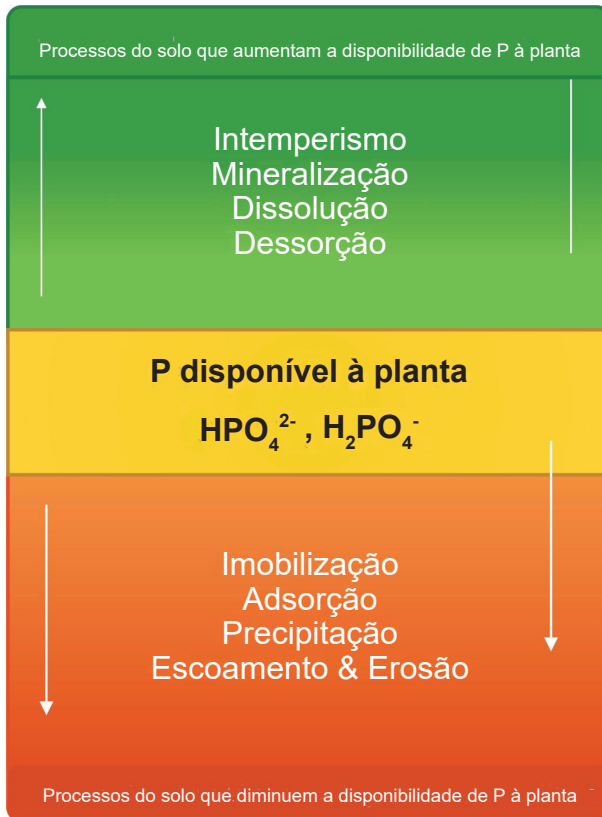 Processos do solo que aumentam a disponibilidade de P à planta
Intemperismo
Mineralização
Dissolução
Dessorção
P disponível à planta
HPO₄²⁻ , H₂PO₄⁻
Imobilização
Adsorção
Precipitação
Escoamento & Erosão
Processos do solo que diminuem a disponibilidade de P à planta